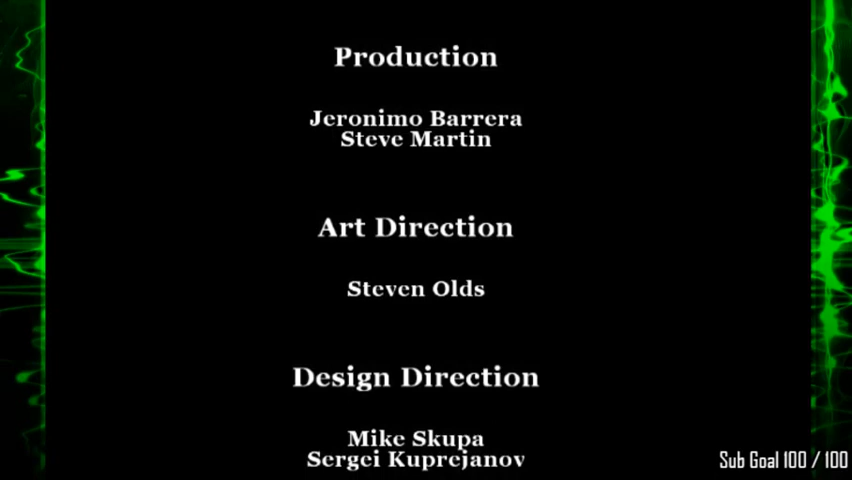 Production
Jeronimo Barrera
Steve Martin
Art Direction
Steven Olds
Design Direction
Mike Skupa
Sergei Kuprejanov
Sub Goal 100 / 100